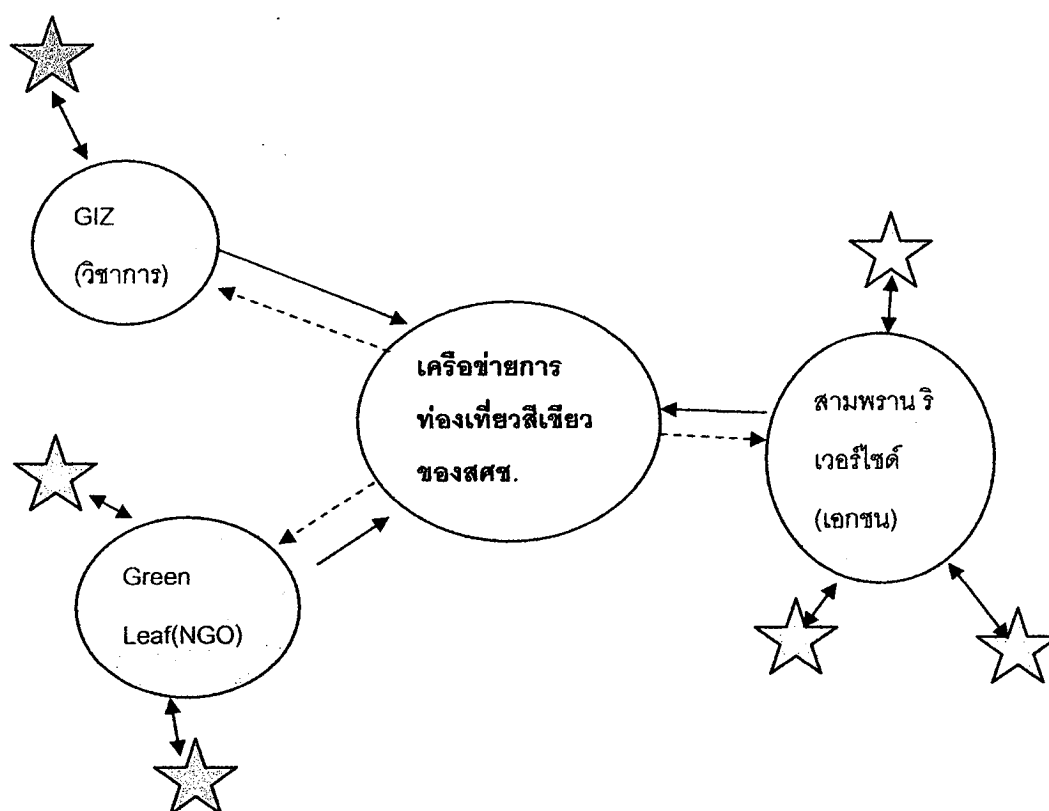 GIZ
(วิชาการ)
เครือข่ายการ
ท่องเที่ยวสีเขียว
ของสศช.
สามพราน ริ
เวอร์ไซด์
(เอกชน)
Green
Leaf(NGO)